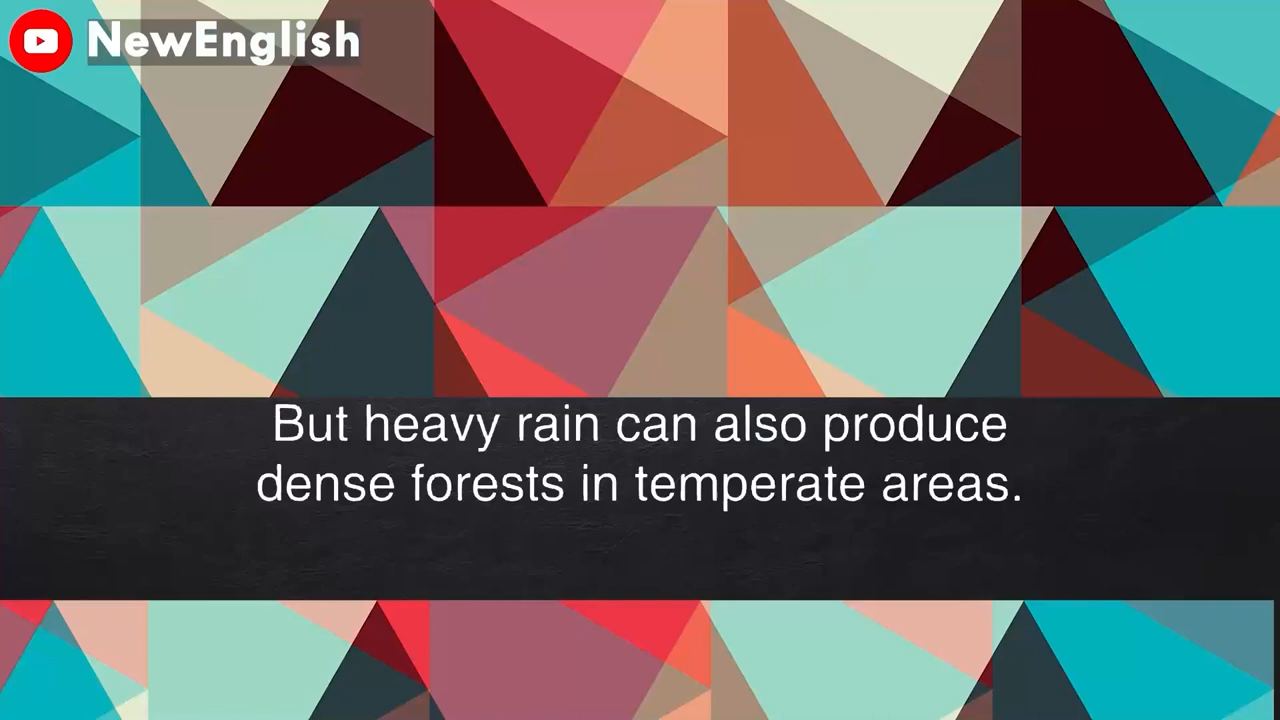 NewEnglish
But heavy rain can also produce
dense forests in temperate areas.